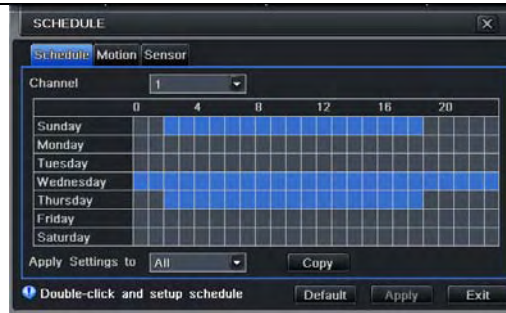 SCHEDULE
Schedule Motion Sensor
Channel 1
0 4 8 12 16 20
Sunday
Monday
Tuesday
Wednesday
Thursday
Friday
Saturday
Apply Settings to All Copy
Double-click and setup schedule Default Apply Exit